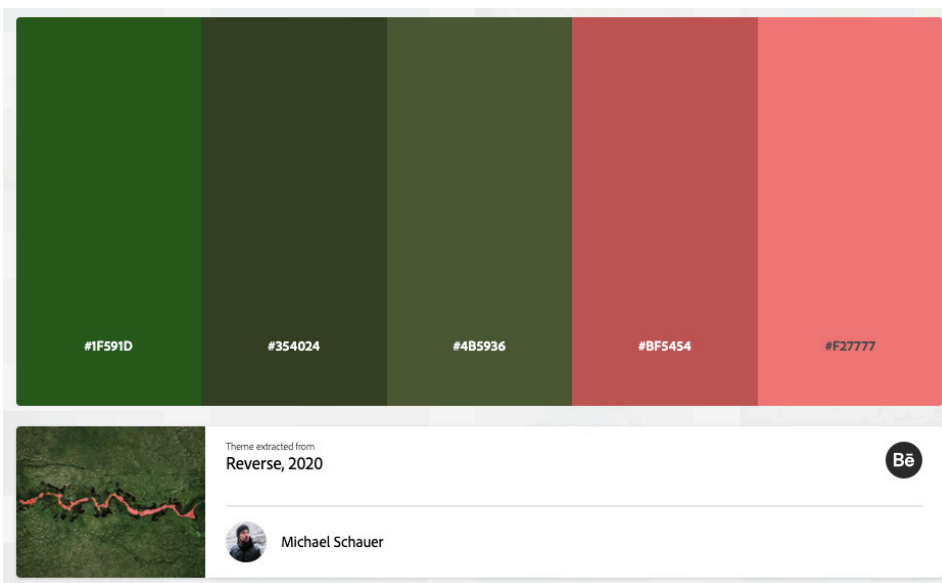 #1F591D
#354024
#4B5936
#BF5454
#F27777
Theme extracted from
Reverse, 2020
Bē
Michael Schauer